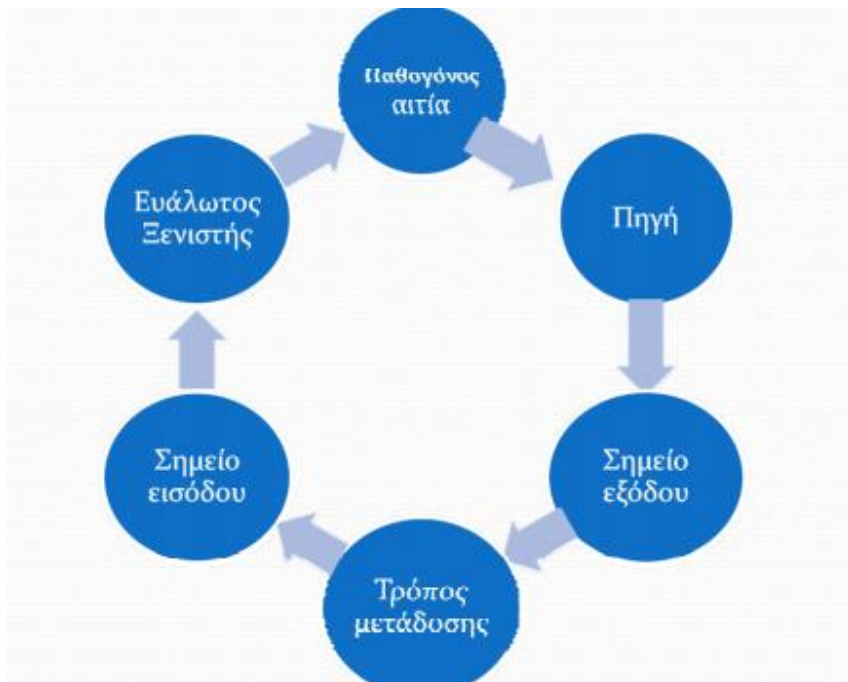 Παθογόνος
αιτία
Πηγή
Σημείο
εξόδου
Τρόπος
μετάδοσης
Σημείο
εισόδου
Ευάλωτος
Ξενιστής